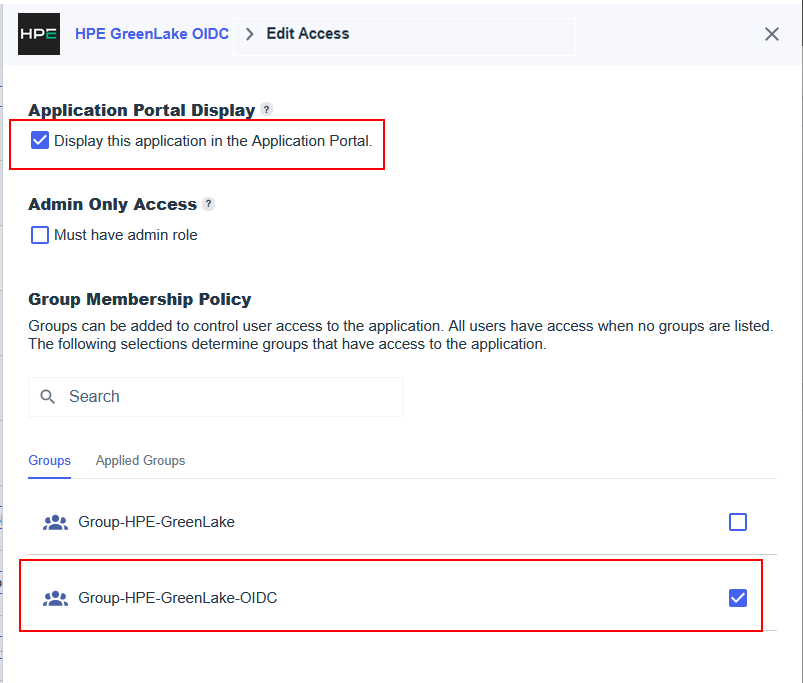 HPE
HPE GreenLake OIDC > Edit Access
Application Portal Display ?
Display this application in the Application Portal.
Admin Only Access ?
Must have admin role
Group Membership Policy
Groups can be added to control user access to the application. All users have access when no groups are listed.
The following selections determine groups that have access to the application.
Search
Groups Applied Groups
Group-HPE-GreenLake
Group-HPE-GreenLake-OIDC